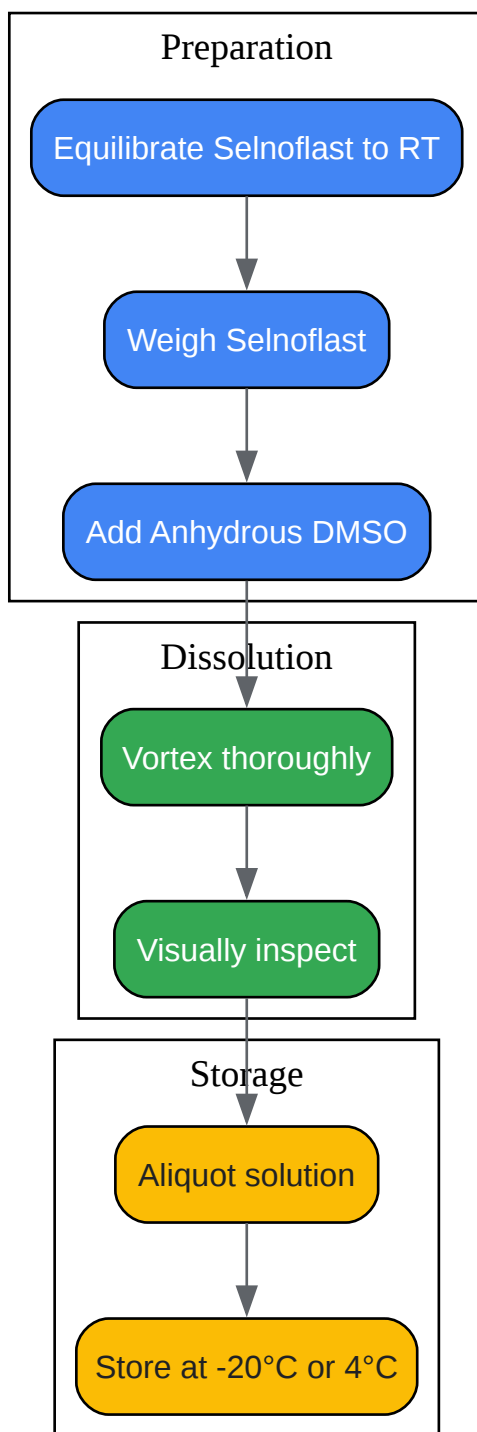 Preparation
Equilibrate Selnoflast to RT
Weigh Selnoflast
Add Anhydrous DMSO
Dissolution
Vortex thoroughly
Visually inspect
Storage
Aliquot solution
Store at -20°C or 4°C